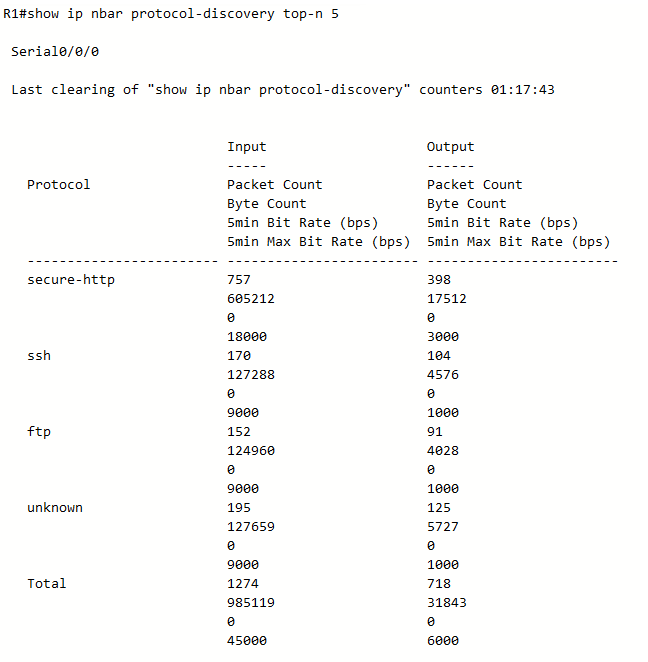 R1#show ip nbar protocol-discovery top-n 5
Serial0/0/0
Last clearing of "show ip nbar protocol-discovery" counters 01:17:43
Input Output
----- ------
Protocol Packet Count Packet Count
Byte Count Byte Count
5min Bit Rate (bps) 5min Bit Rate (bps)
5min Max Bit Rate (bps) 5min Max Bit Rate (bps)
------------------------ ------------------------ ------------------------
secure-http 757 398
605212 17512
0 0
18000 3000
ssh 170 104
127288 4576
0 0
9000 1000
ftp 152 91
124960 4028
0 0
9000 1000
unknown 195 125
127659 5727
0 0
9000 1000
Total 1274 718
985119 31843
0 0
45000 6000